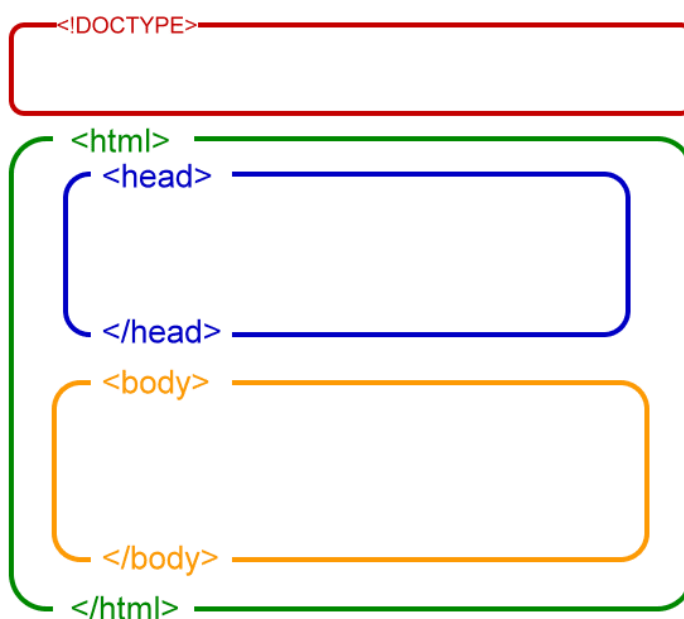 <!DOCTYPE>
<html>
<head>
</head>
<body>
</body>
</html>